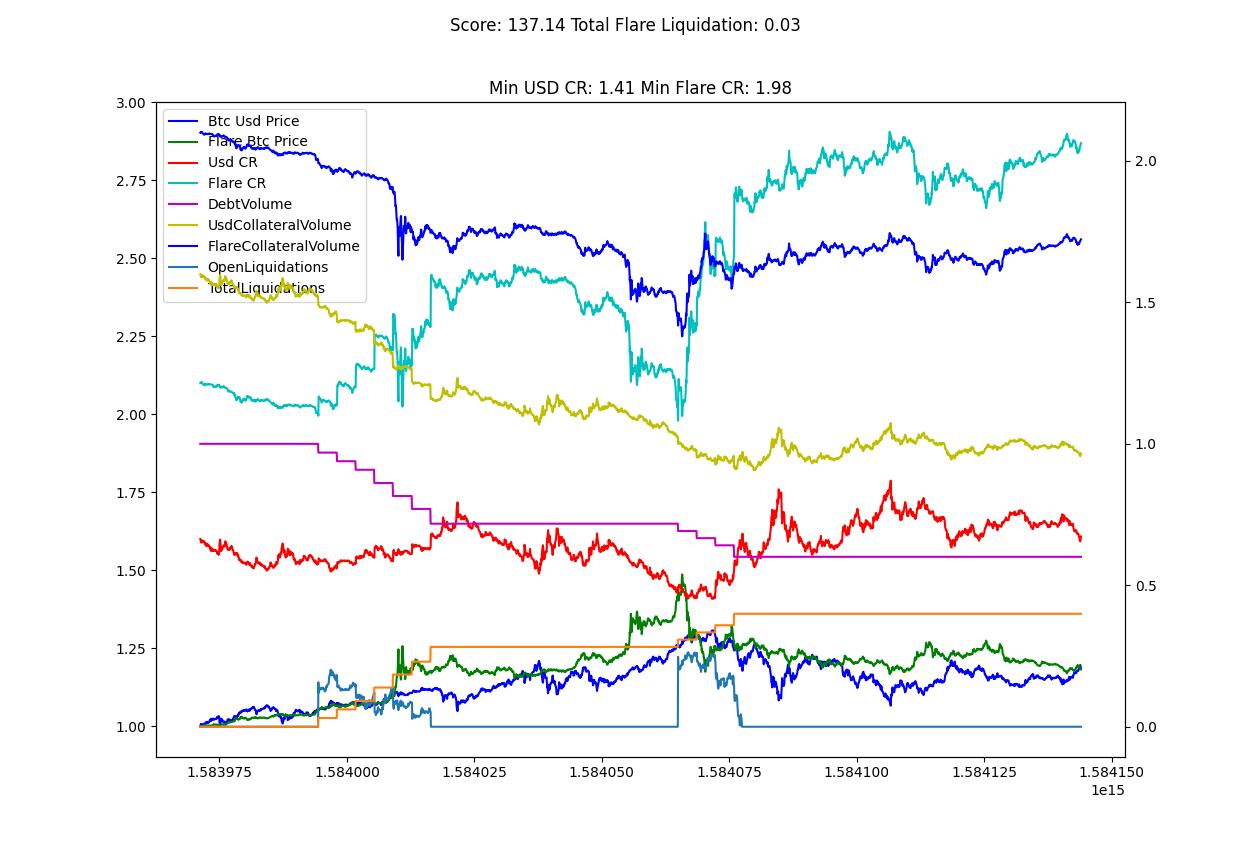 Score: 137.14 Total Flare Liquidation: 0.03
Min USD CR: 1.41 Min Flare CR: 1.98
3.00
2.75
2.50
2.25
2.00
1.75
1.50
1.25
1.00
Btc Usd Price
Flare Btc Price
Usd CR
Flare CR
DebtVolume
UsdCollateralVolume
FlareCollateralVolume
OpenLiquidations
TotalLiquidations
2.0
1.5
1.0
0.5
0.0
1.583975 1.584000 1.584025 1.584050 1.584075 1.584100 1.584125 1.584150
1e15